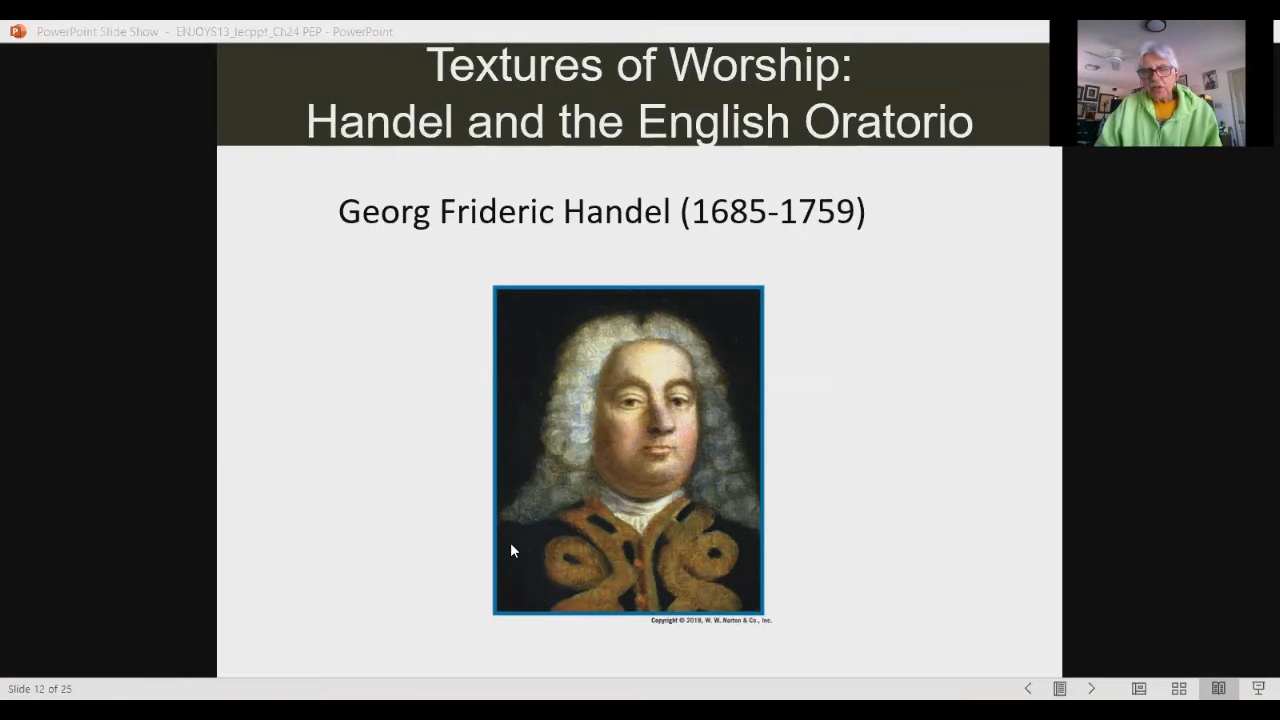 PowerPoint Slide Show - ENJOYS13_lecppt_Ch24 PEP - PowerPoint
Textures of Worship:
Handel and the English Oratorio
Georg Frideric Handel (1685-1759)
Copyright © 2018, W. W. Norton & Co., Inc.
Slide 12 of 25